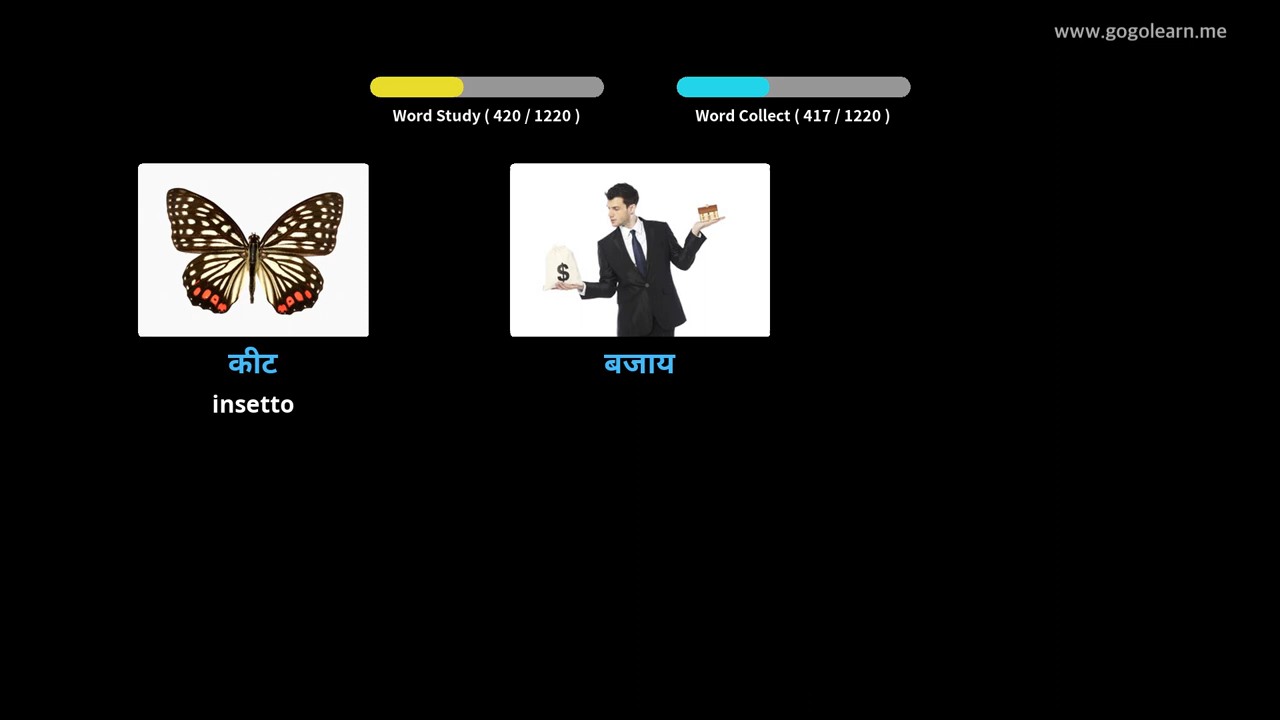 www.gogolearn.me
Word Study ( 420 / 1220 )
Word Collect ( 417 / 1220 )
$
कीट
बजाय
insetto